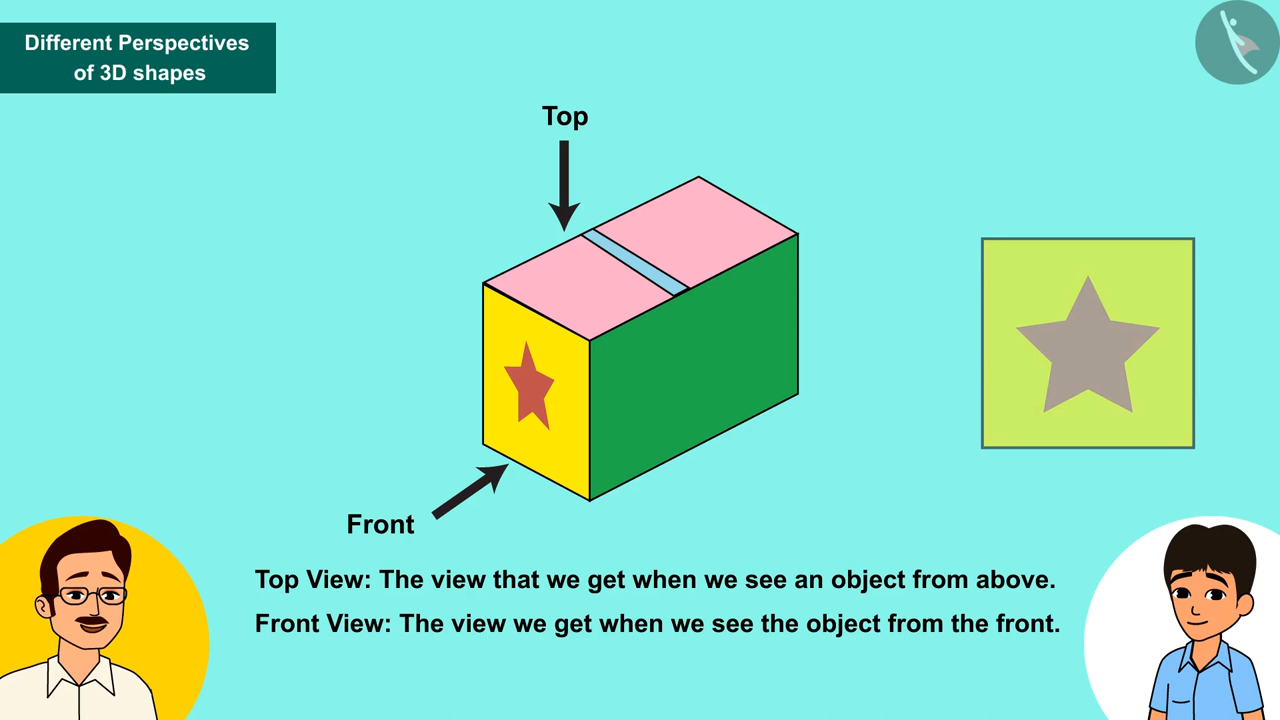 Different Perspectives
of 3D shapes
Top
Front
Top View: The view that we get when we see an object from above.
Front View: The view we get when we see the object from the front.